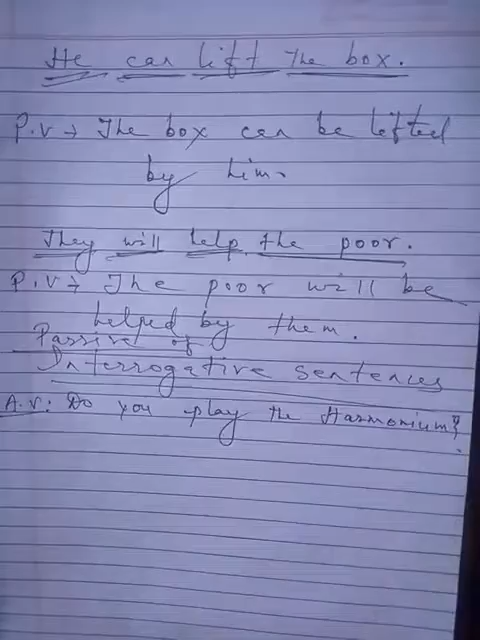 He can lift the box.
P.V → The box can be lifted
by him.
They will help the poor.
P.V → The poor will be
helped by them.
Passive of
Interrogative sentences
A.V: Do you play the Harmonium?